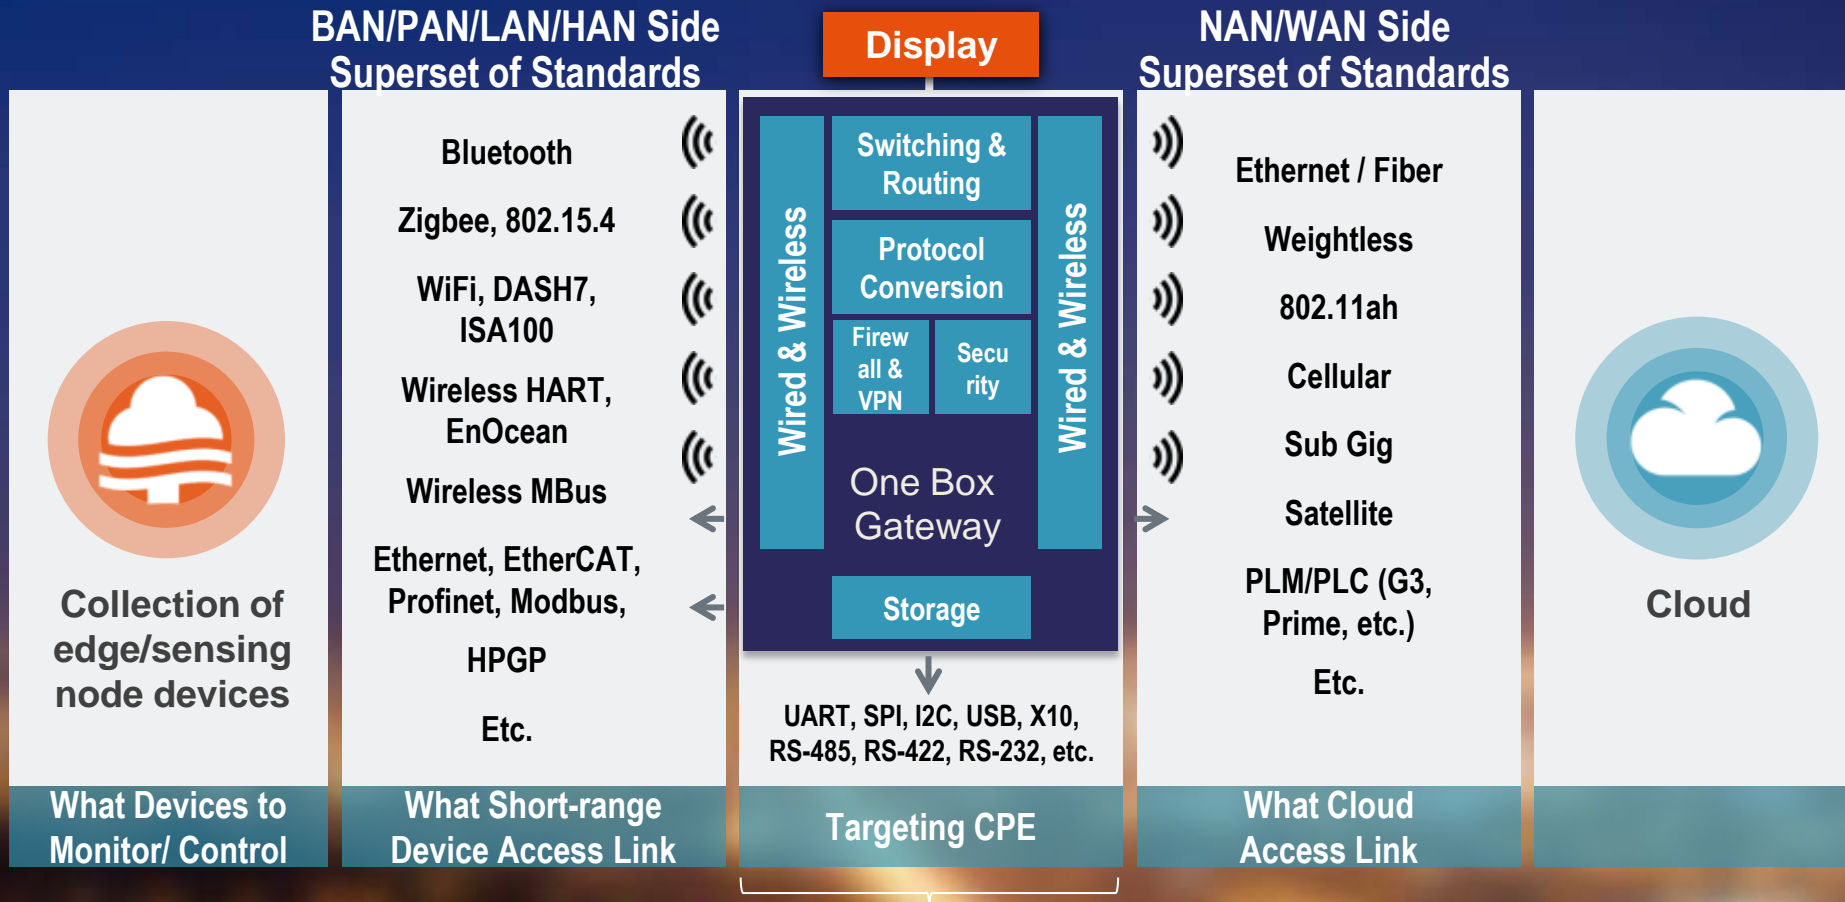 BAN/PAN/LAN/HAN Side
Superset of Standards
Display
NAN/WAN Side
Superset of Standards
Collection of
edge/sensing
node devices
What Devices to
Monitor/ Control
Bluetooth
Zigbee, 802.15.4
WiFi, DASH7,
ISA100
Wireless HART,
EnOcean
Wireless MBus
Ethernet, EtherCAT,
Profinet, Modbus,
HPGP
Etc.
What Short-range
Device Access Link
Wired & Wireless
Switching &
Routing
Protocol
Conversion
Firew
all &
VPN
Secu
rity
One Box
Gateway
Storage
Wired & Wireless
UART, SPI, I2C, USB, X10,
RS-485, RS-422, RS-232, etc.
Targeting CPE
Ethernet / Fiber
Weightless
802.11ah
Cellular
Sub Gig
Satellite
PLM/PLC (G3,
Prime, etc.)
Etc.
What Cloud
Access Link
Cloud